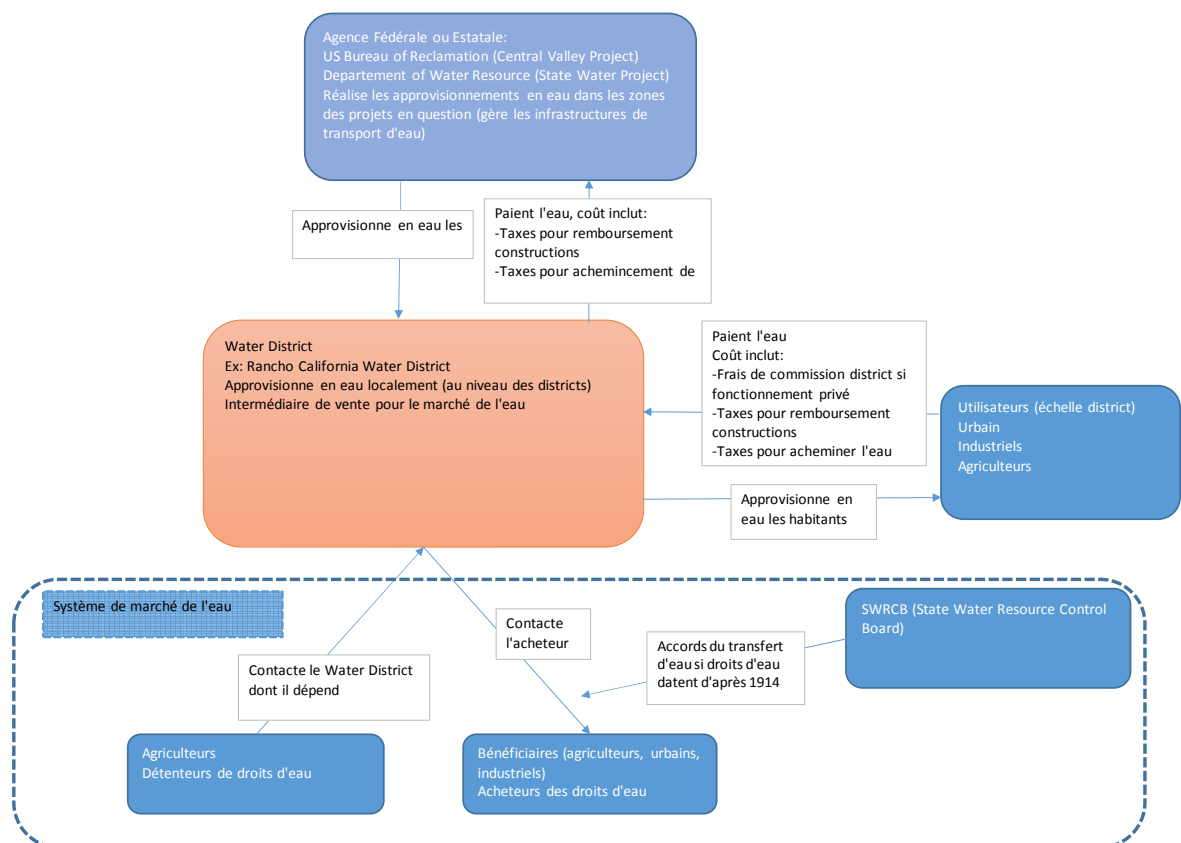 Agence Fédérale ou Estatale:
US Bureau of Reclamation (Central Valley Project)
Departement of Water Resource (State Water Project)
Réalise les approvisionnements en eau dans les zones
des projets en question (gère les infrastructures de
transport d'eau)
Approvisionne en eau les
Paient l'eau, coût inclut:
-Taxes pour remboursement
constructions
-Taxes pour achemincement de
Water District
Ex: Rancho California Water District
Approvisionne en eau localement (au niveau des districts)
Intermédiaire de vente pour le marché de l'eau
Paient l'eau
Coût inclut:
-Frais de commission district si
fonctionnement privé
-Taxes pour remboursement
constructions
-Taxes pour acheminer l'eau
Utilisateurs (échelle district)
Urbain
Industriels
Agriculteurs
Approvisionne en
eau les habitants
Système de marché de l'eau
Contacte
l'acheteur
Accords du transfert
d'eau si droits d'eau
datent d'après 1914
SWRCB (State Water Resource Control
Board)
Contacte le Water District
dont il dépend
Agriculteurs
Détenteurs de droits d'eau
Bénéficiaires (agriculteurs, urbains,
industriels)
Acheteurs des droits d'eau